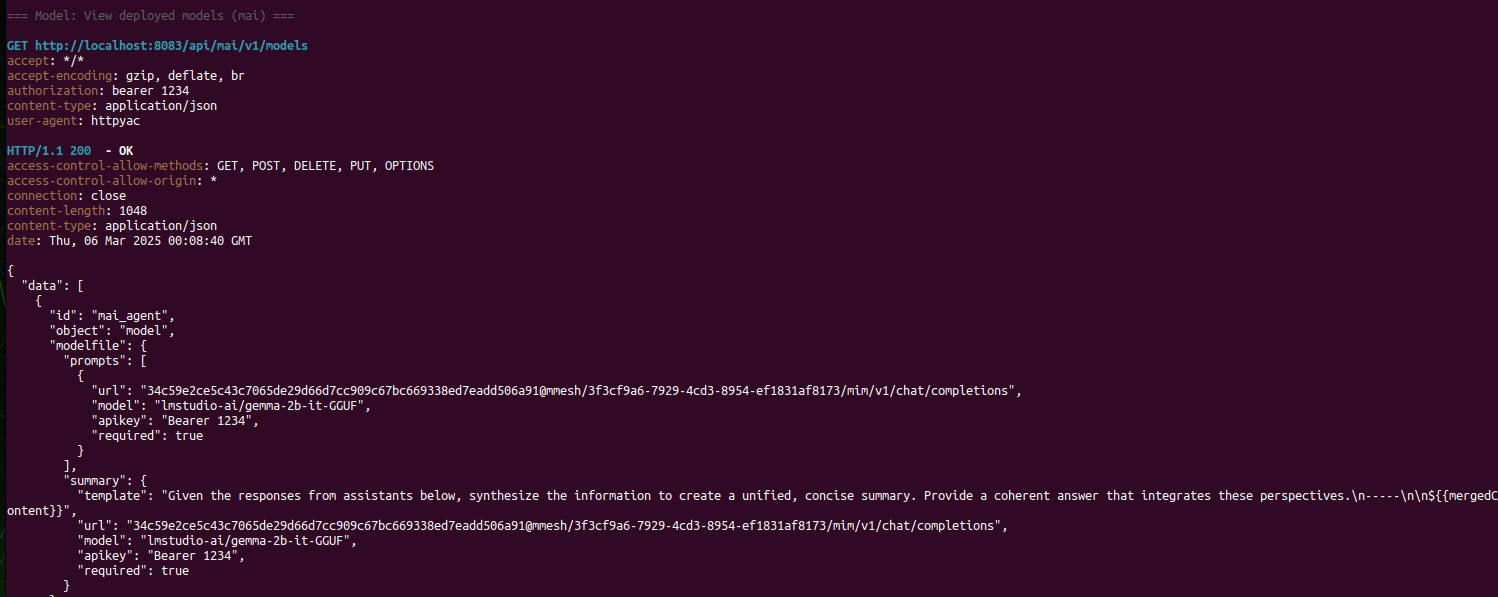 === Model: View deployed models (mai) ===
GET http://localhost:8083/api/mai/v1/models
accept: */*
accept-encoding: gzip, deflate, br
authorization: bearer 1234
content-type: application/json
user-agent: httpyac
HTTP/1.1 200  - OK
access-control-allow-methods: GET, POST, DELETE, PUT, OPTIONS
access-control-allow-origin: *
connection: close
content-length: 1048
content-type: application/json
date: Thu, 06 Mar 2025 00:08:40 GMT
{
  "data": [
    {
      "id": "mai_agent",
      "object": "model",
      "modelfile": {
        "prompts": [
          {
            "url": "34c59e2ce5c43c7065de29d66d7cc909c67bc669338ed7eadd506a91@mmesh/3f3cf9a6-7929-4cd3-8954-ef1831af8173/mim/v1/chat/completions",
            "model": "lmstudio-ai/gemma-2b-it-GGUF",
            "apikey": "Bearer 1234",
            "required": true
          }
        ],
        "summary": {
          "template": "Given the responses from assistants below, synthesize the information to create a unified, concise summary. Provide a coherent answer that integrates these perspectives.\n-----\n\n${{mergedC
ontent}}",
          "url": "34c59e2ce5c43c7065de29d66d7cc909c67bc669338ed7eadd506a91@mmesh/3f3cf9a6-7929-4cd3-8954-ef1831af8173/mim/v1/chat/completions",
          "model": "lmstudio-ai/gemma-2b-it-GGUF",
          "apikey": "Bearer 1234",
          "required": true
        }